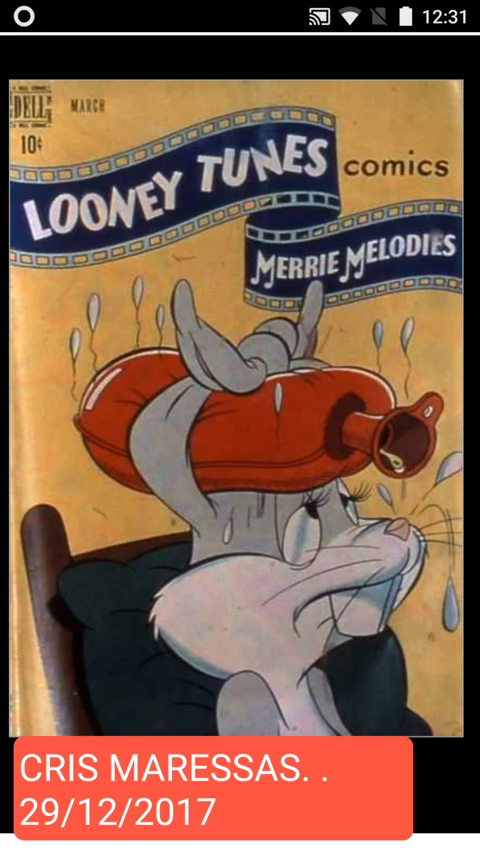 12:31
DELL
MARCH
10¢
LOONEY TUNES
comics
MERRIE MELODIES
CRIS MARESSAS. .
29/12/2017